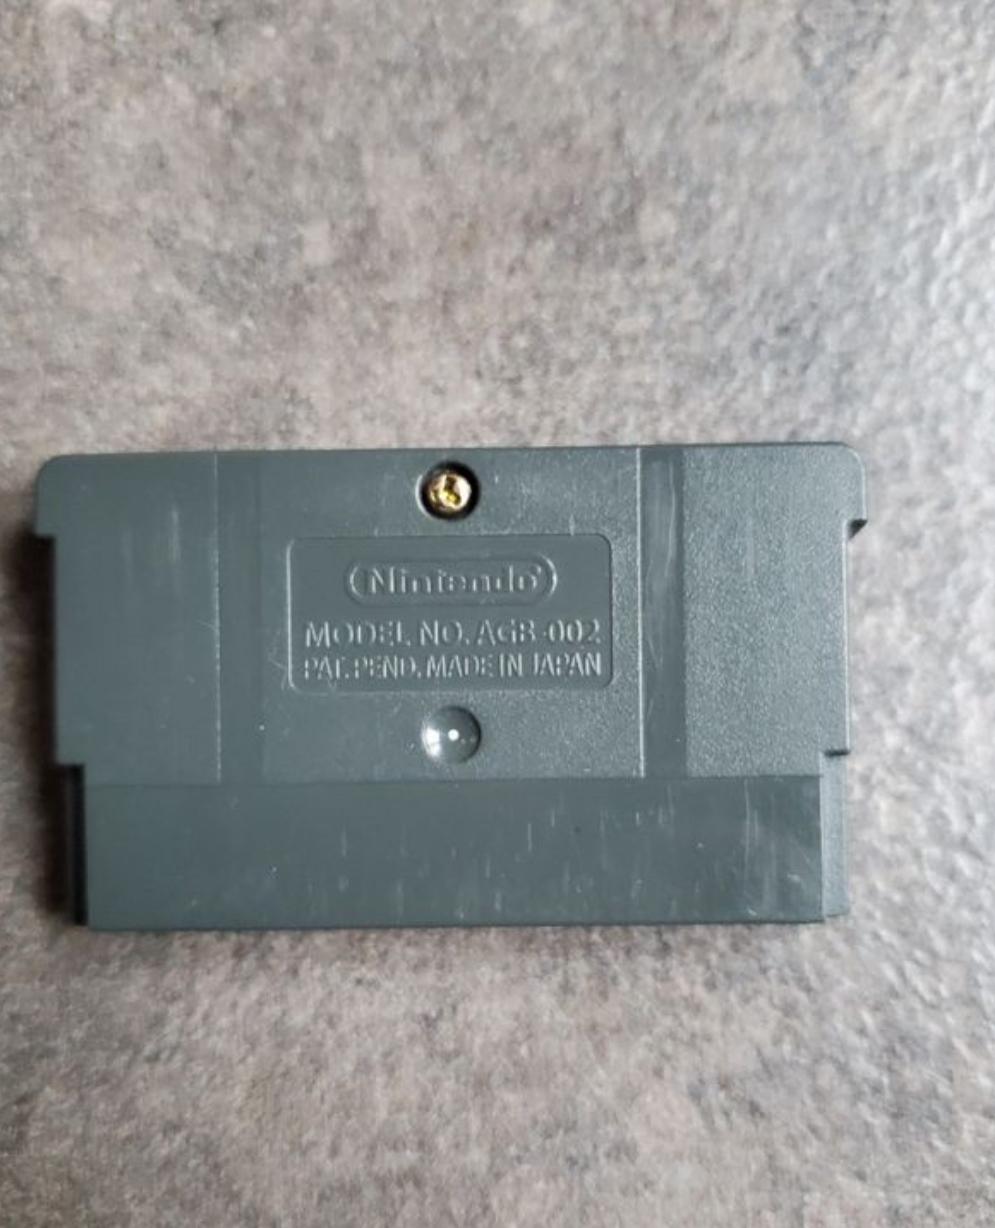 Nintendo®
MODEL NO. AGB-002
PAT. PEND. MADE IN JAPAN